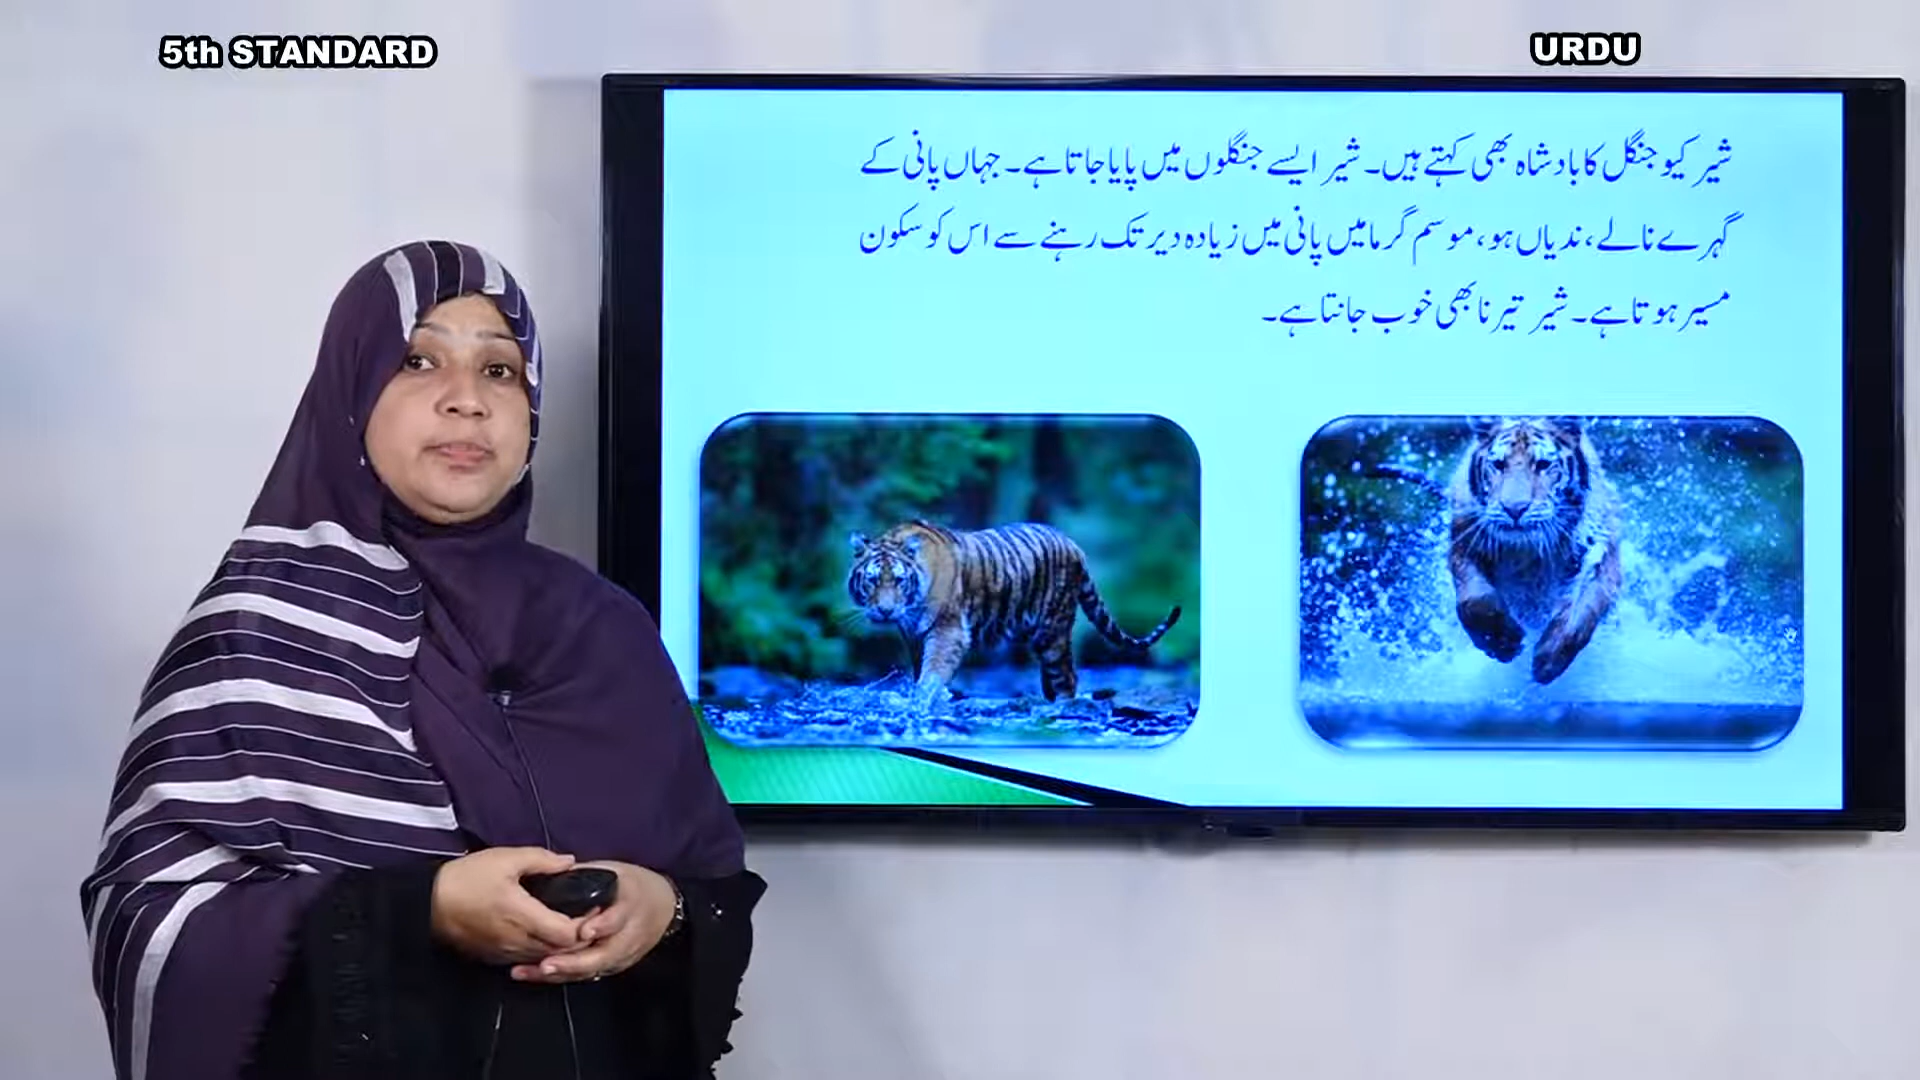 5th STANDARD
URDU
شیر کیو جنگل کا بادشاہ بھی کہتے ہیں۔ شیر ایسے جنگلوں میں پایا جاتا ہے۔ جہاں پانی کے
گہرے نالے، ندیاں ہو، موسم گرما میں پانی میں زیادہ دیر تک رہنے سے اس کو سکون
میسر ہوتا ہے۔ شیر تیرنا بھی خوب جانتا ہے۔